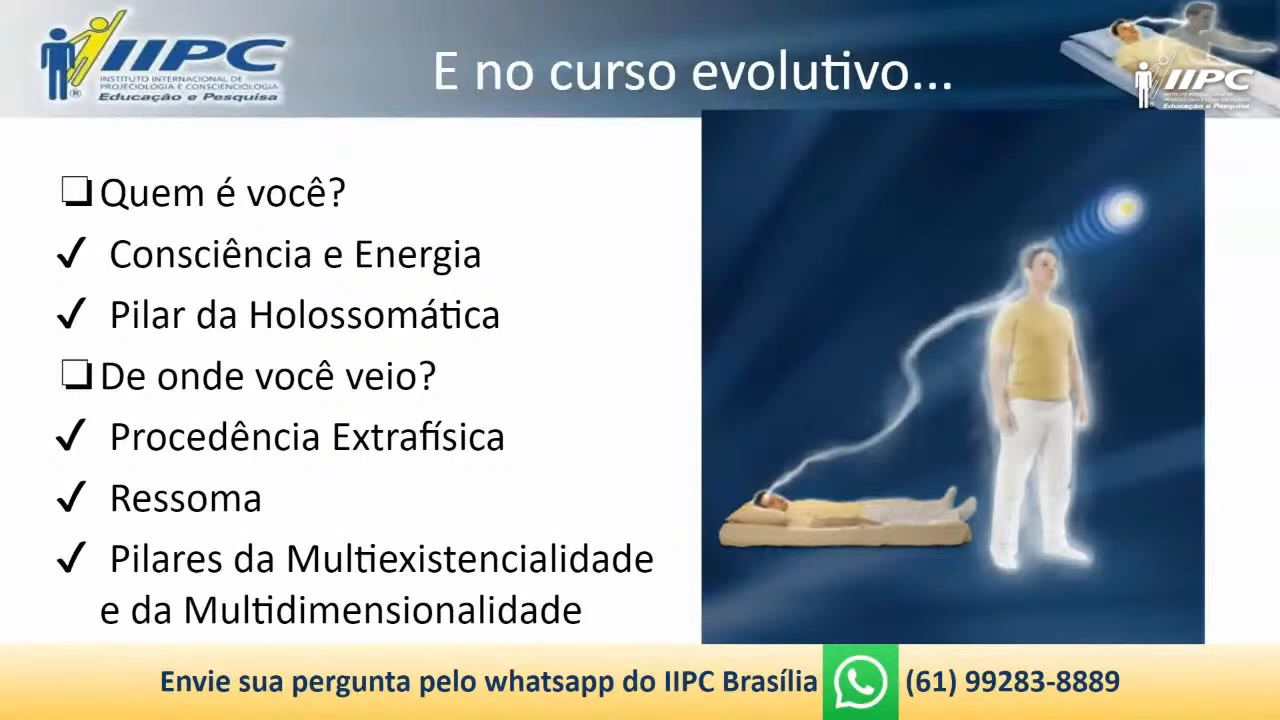 IIPC
INSTITUTO INTERNACIONAL DE
PROJECIOLOGIA E CONSCIENCIOLOGIA
® Educação e Pesquisa
E no curso evolutivo...
IIPC
Educação e Pesquisa
❑Quem é você?
✔ Consciência e Energia
✔ Pilar da Holossomática
❑De onde você veio?
✔ Procedência Extrafísica
✔ Ressoma
✔ Pilares da Multiexistencialidade
e da Multidimensionalidade
Envie sua pergunta pelo whatsapp do IIPC Brasília (61) 99283-8889